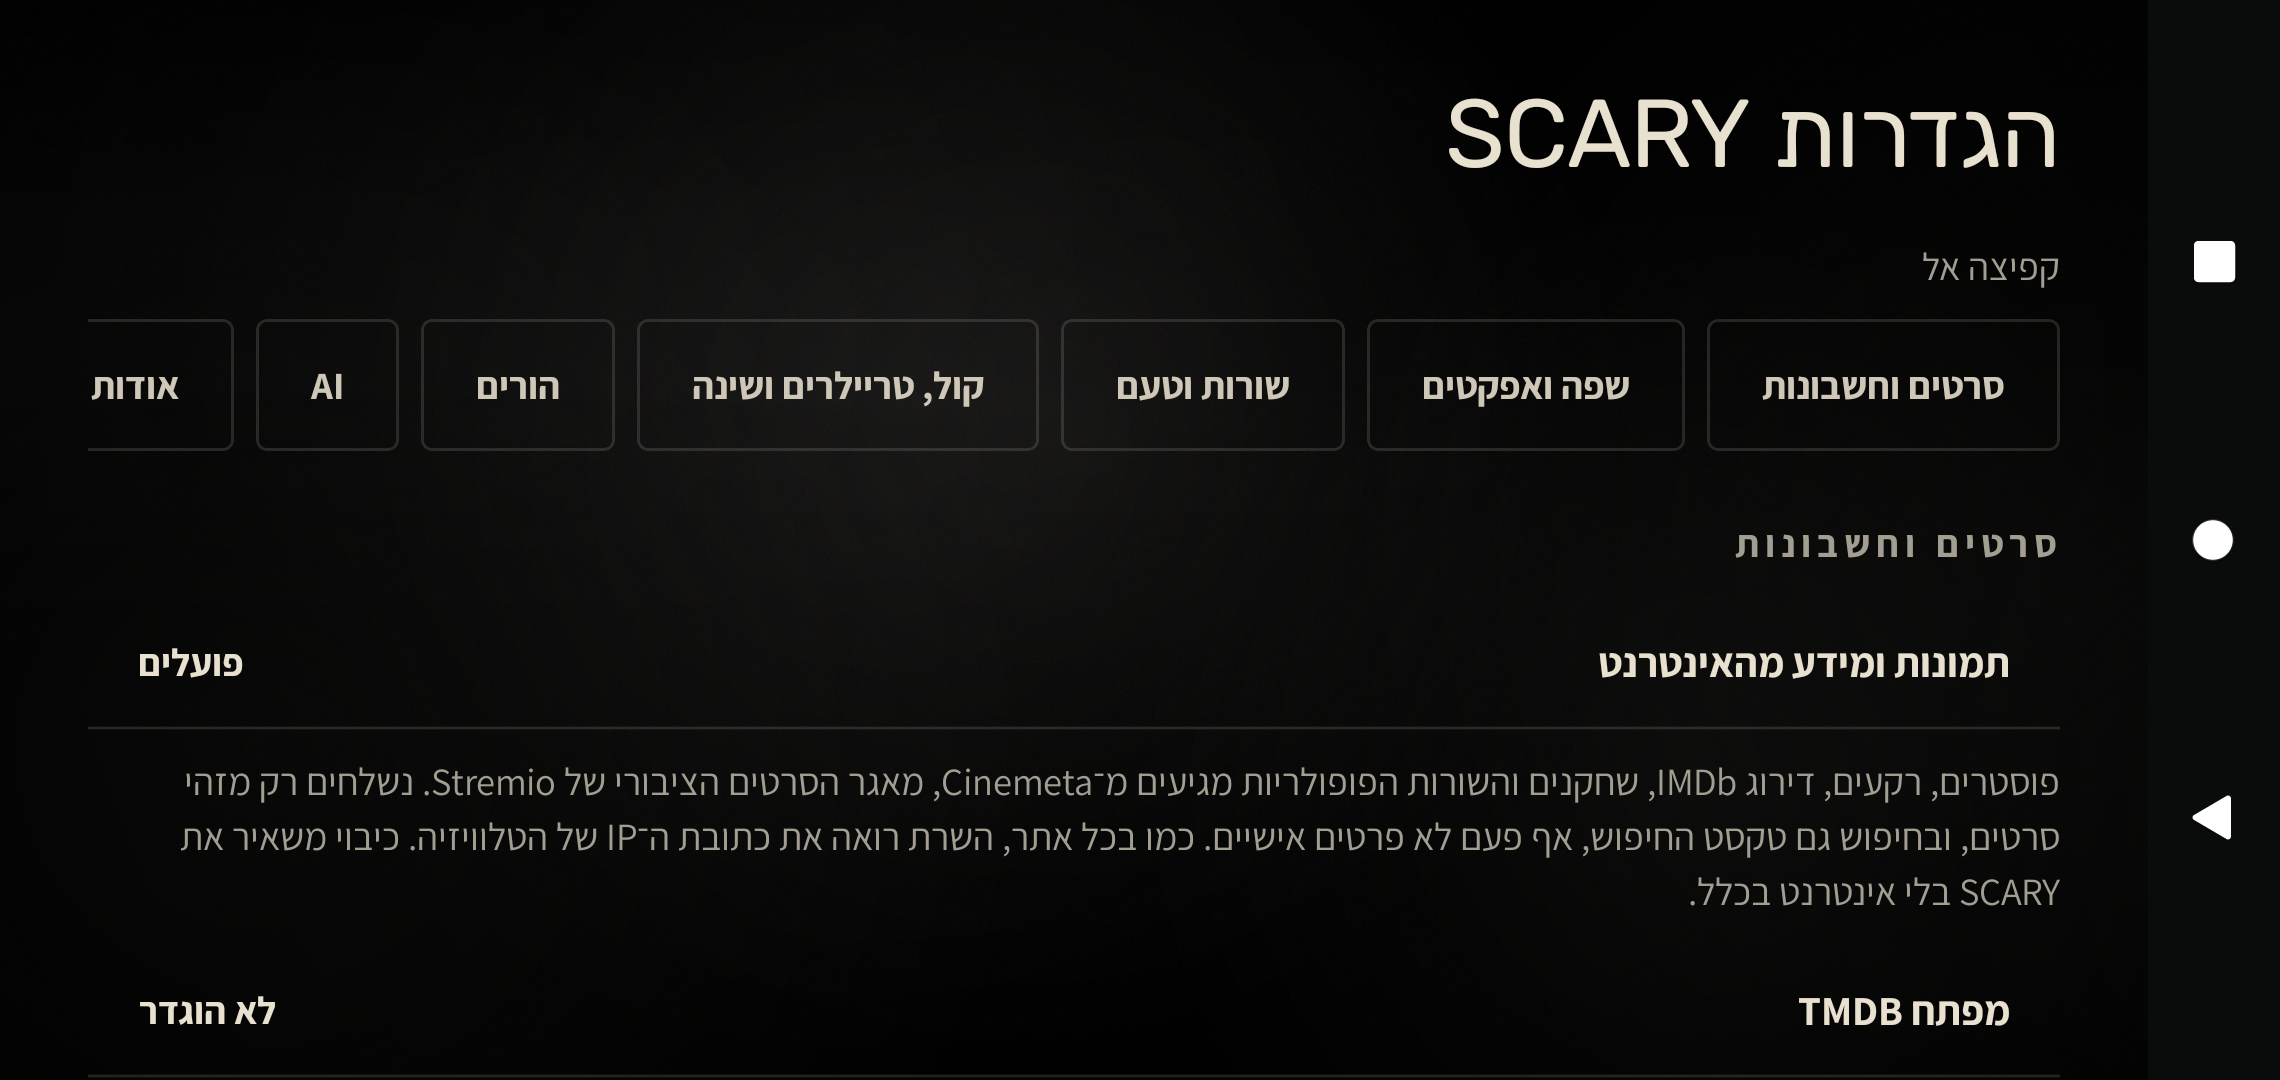 הגדרות SCARY
קפיצה אל
סרטים וחשבונות
שפה ואפקטים
שורות וטעם
קול, טריילרים ושינה
הורים
AI
אודות
סרטים וחשבונות
תמונות ומידע מהאינטרנט
פועלים
פוסטרים, רקעים, דירוג IMDb, שחקנים והשורות הפופולריות מגיעים מ־Cinemeta, מאגר הסרטים הציבורי של Stremio. נשלחים רק מזהי
סרטים, ובחיפוש גם טקסט החיפוש, אף פעם לא פרטים אישיים. כמו בכל אתר, השרת רואה את כתובת ה־IP של הטלוויזיה. כיבוי משאיר את
SCARY בלי אינטרנט בכלל.
מפתח TMDB
לא הוגדר